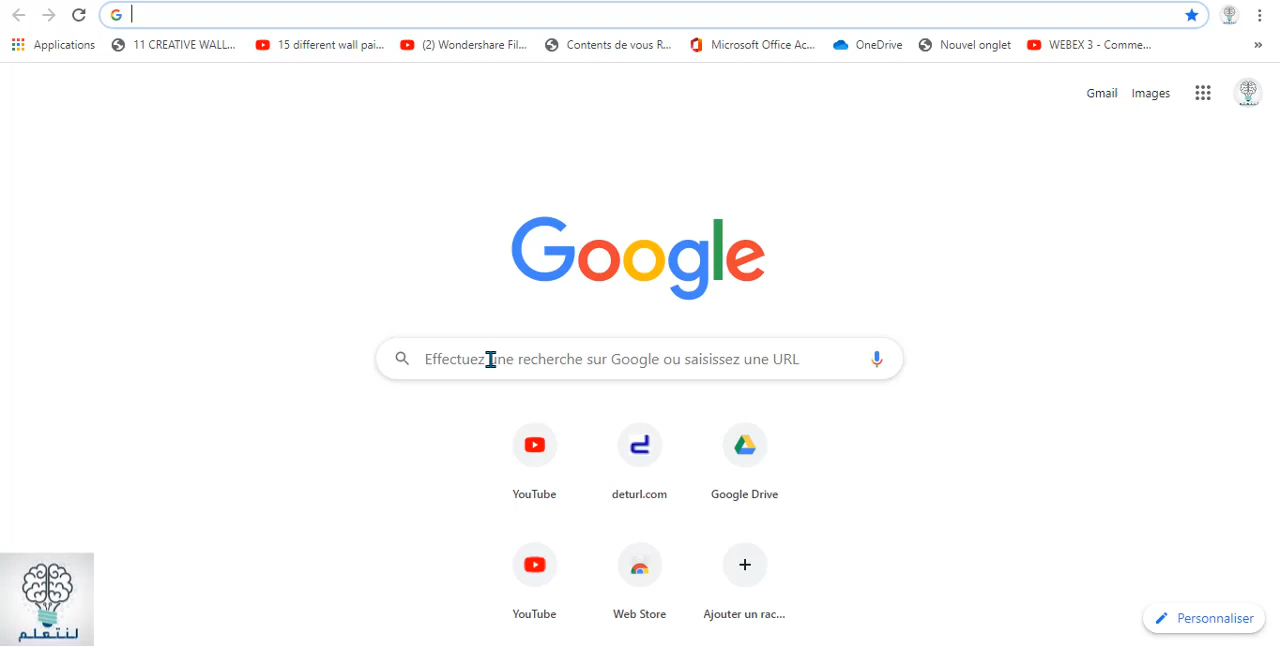 Applications 11 CREATIVE WALL... 15 different wall pai... (2) Wondershare Fil... Contents de vous R... Microsoft Office Ac... OneDrive Nouvel onglet WEBEX 3 - Comme... »
Gmail Images
Google
Effectuez une recherche sur Google ou saisissez une URL
YouTube deturl.com Google Drive
YouTube Web Store Ajouter un rac...
Personnaliser
لنتعلم